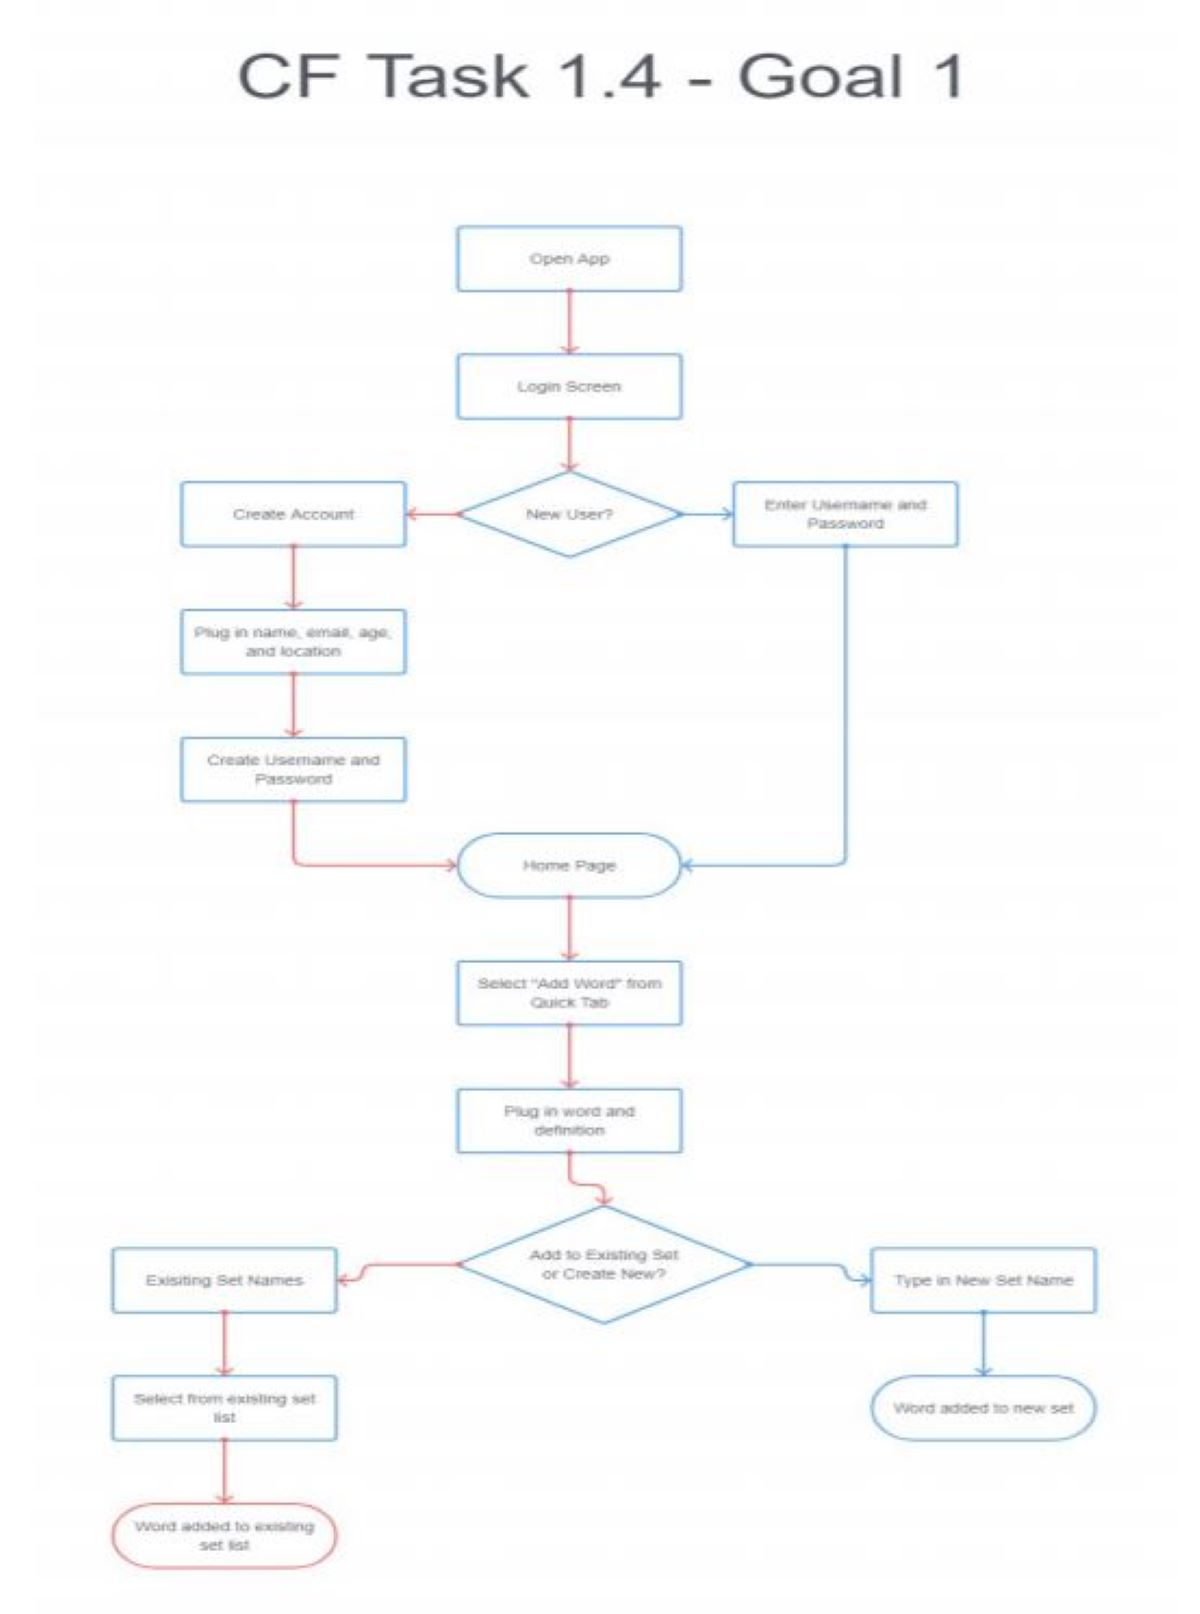 CF Task 1.4 - Goal 1
Open App
Login Screen
Create Account
New User?
Enter Username and
Password
Plug in name, email, age,
and location
Create Username and
Password
Home Page
Select "Add Word" from
Quick Tab
Plug in word and
definition
Add to Existing Set
or Create New?
Exisiting Set Names
Type in New Set Name
Select from existing set
list
Word added to new set
Word added to existing
set list